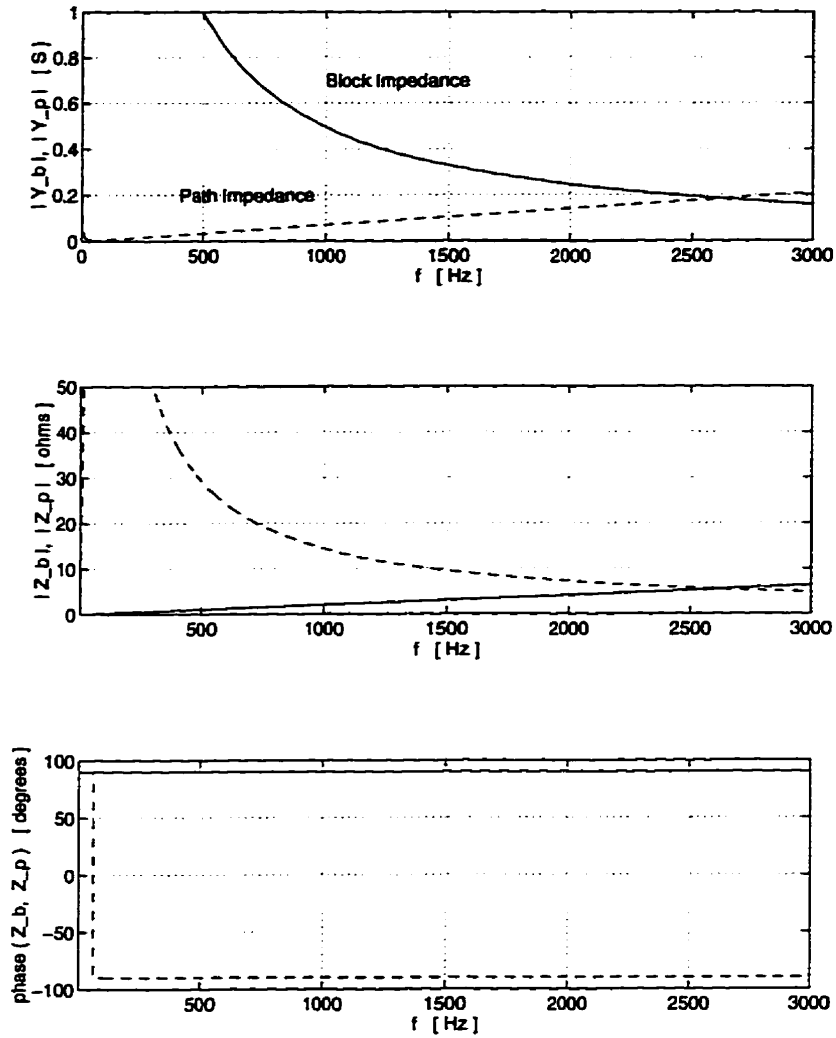 1
0.8
0.6
0.4
0.2
0
| Y_b |, | Y_p | [ S ]
Block Impedance
Path Impedance
0 500 1000 1500 2000 2500 3000
f [ Hz ]
50
40
30
20
10
0
| Z_b |, | Z_p | [ ohms ]
500 1000 1500 2000 2500 3000
f [ Hz ]
100
50
0
−50
−100
phase ( Z_b, Z_p ) [ degrees ]
500 1000 1500 2000 2500 3000
f [ Hz ]